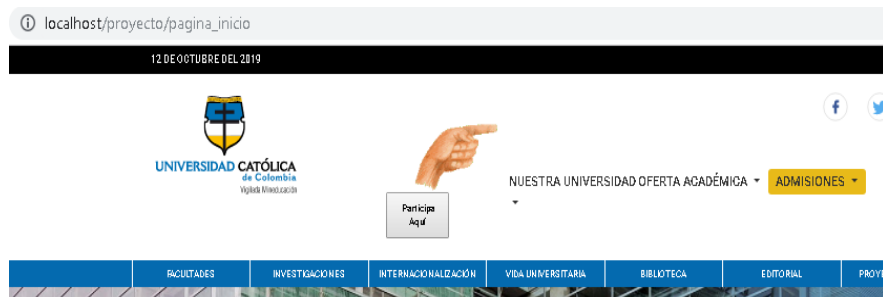 localhost/proyecto/pagina_inicio
12 DE OCTUBRE DEL 2019
UNIVERSIDAD CATÓLICA
de Colombia
Vigilada Mineducación
Participa
Aquí
NUESTRA UNIVERSIDAD OFERTA ACADÉMICA ADMISIONES
FACULTADES INVESTIGACIONES INTERNACIONALIZACIÓN VIDA UNIVERSITARIA BIBLIOTECA EDITORIAL PROYE